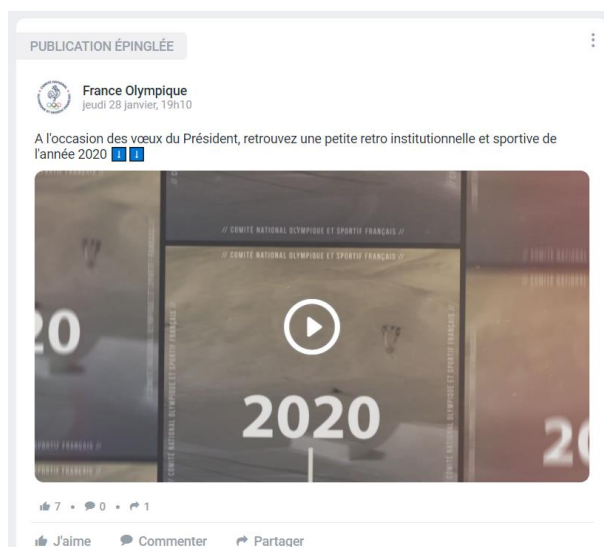 PUBLICATION ÉPINGLÉE
France Olympique
jeudi 28 janvier, 19h10
A l'occasion des vœux du Président, retrouvez une petite retro institutionnelle et sportive de
l'année 2020
// COMITÉ NATIONAL OLYMPIQUE ET SPORTIF FRANÇAIS //
// COMITÉ NATIONAL OLYMPIQUE ET SPORTIF FRANÇAIS //
20
2020
20
7 • 0 • 1
J'aime Commenter Partager